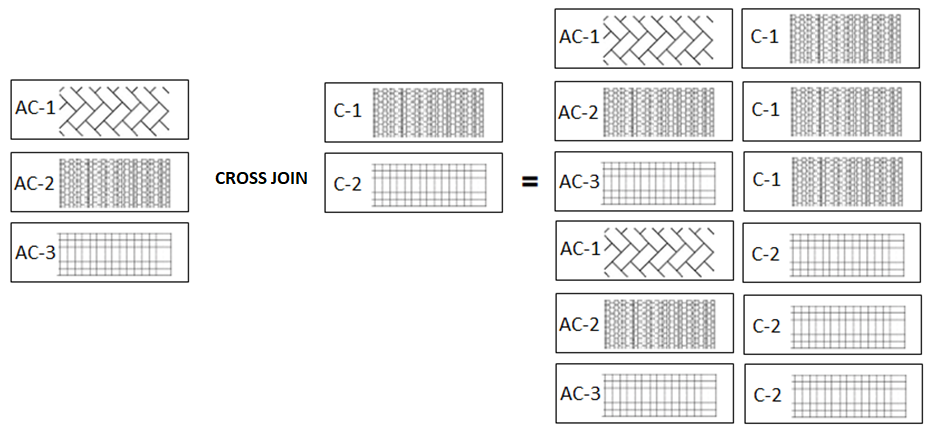 AC-1
AC-2
AC-3
CROSS JOIN
C-1
C-2
=
AC-1 C-1
AC-2 C-1
AC-3 C-1
AC-1 C-2
AC-2 C-2
AC-3 C-2